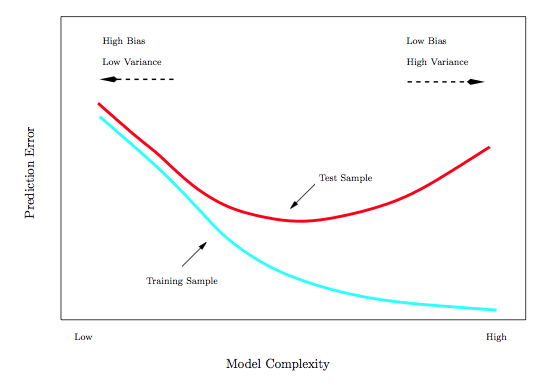 High Bias
Low Variance
Low Bias
High Variance
Prediction Error
Test Sample
Training Sample
Low
High
Model Complexity